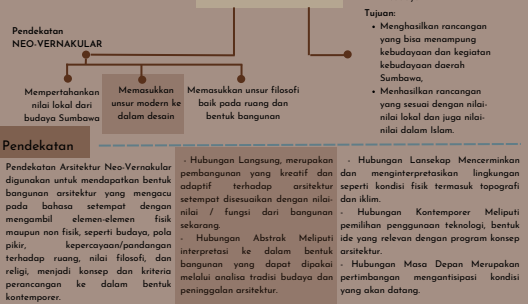 Tujuan:
• Menghasilkan rancangan
yang bisa menampung
kebudayaan dan kegiatan
kebudayaan daerah
Sumbawa,
• Menhasilkan rancangan
yang sesuai dengan nilai-
nilai lokal dan juga nilai-
nilai dalam Islam.
Pendekatan
NEO-VERNAKULAR
Mempertahankan
nilai lokal dari
budaya Sumbawa
Memasukkan
unsur modern ke
dalam desain
Memasukkan unsur filosofi
baik pada ruang dan
bentuk bangunan
Pendekatan
Pendekatan Arsitektur Neo-Vernakular
digunakan untuk mendapatkan bentuk
bangunan arsitektur yang mengacu
pada bahasa setempat dengan
mengambil elemen-elemen fisik
maupun non fisik, seperti budaya, pola
pikir, kepercayaan/pandangan
terhadap ruang, nilai filosofi, dan
religi, menjadi konsep dan kriteria
perancangan ke dalam bentuk
kontemporer.
- Hubungan Langsung, merupakan
pembangunan yang kreatif dan
adaptif terhadap arsitektur
setempat disesuaikan dengan nilai-
nilai / fungsi dari bangunan
sekarang.
- Hubungan Abstrak Meliputi
interpretasi ke dalam bentuk
bangunan yang dapat dipakai
melalui analisa tradisi budaya dan
peninggalan arsitektur.
- Hubungan Lansekap Mencerminkan
dan menginterpretasikan lingkungan
seperti kondisi fisik termasuk topografi
dan iklim.
- Hubungan Kontemporer Meliputi
pemilihan penggunaan teknologi, bentuk
ide yang relevan dengan program konsep
arsitektur.
- Hubungan Masa Depan Merupakan
pertimbangan mengantisipasi kondisi
yang akan datang.